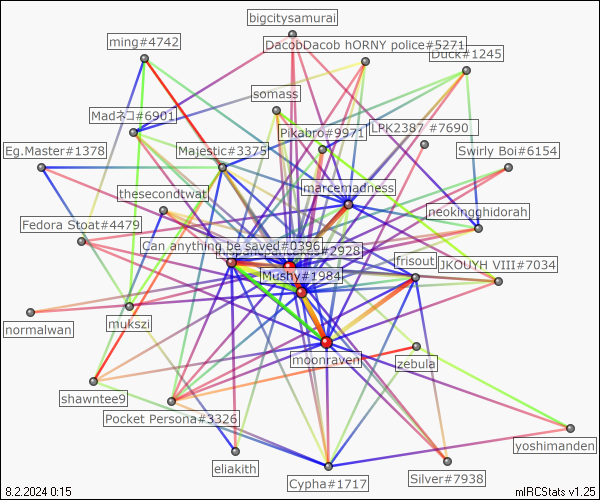 bigcitysamurai
ming#4742
DacobDacob hORNY police#5271
Duck#1245
somass
Madネコ#6901
Pikabro#9971
LPK2387 #7690
Eg.Master#1378
Majestic#3375
Swirly Boi#6154
thesecondtwat
marcemadness
neokingghidorah
Fedora Stoat#4479
Can anything be saved#0396
#2928
frisout
JKOUYH VIII#7034
Mushy#1984
normalwan
mukszi
moonraven
zebula
shawntee9
Pocket Persona#3326
yoshimanden
eliakith
Cypha#1717
Silver#7938
8.2.2024 0:15
mIRCStats v1.25